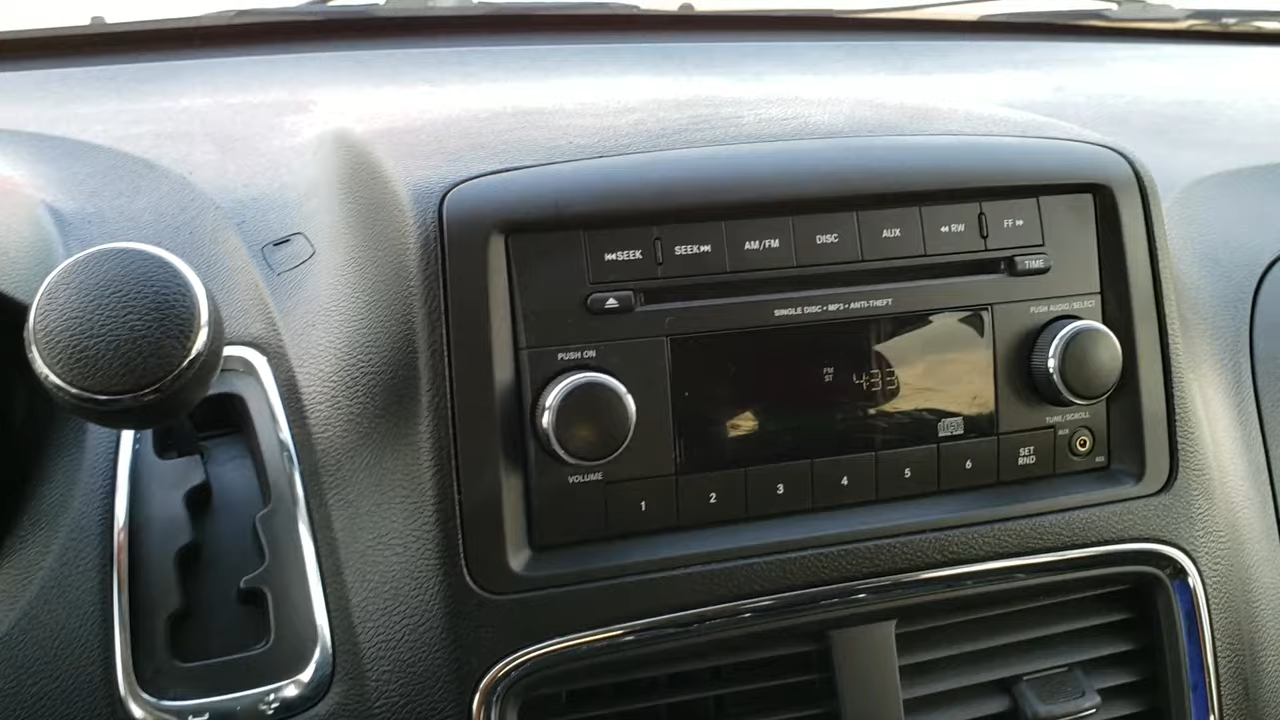 ⏮SEEK
SEEK⏭
AM/FM
DISC
AUX
◀◀ RW
FF ▶▶
TIME
SINGLE DISC • MP3 • ANTI-THEFT
PUSH AUDIO/SELECT
PUSH ON
FM
ST
4:33
VOLUME
TUNE/SCROLL
AUX
1
2
3
4
5
6
SET
RND